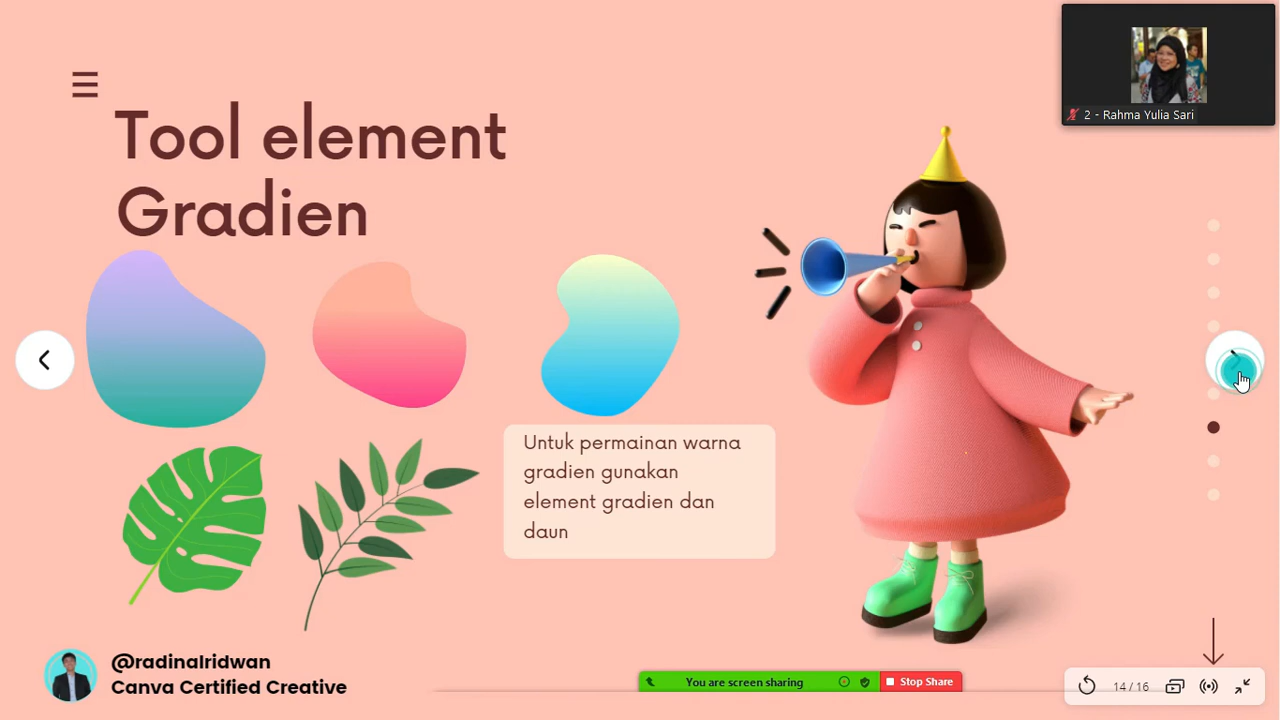 2 - Rahma Yulia Sari
Tool element
Gradien
Untuk permainan warna
gradien gunakan
element gradien dan
daun
@radinalridwan
Canva Certified Creative
You are screen sharing
Stop Share
14 / 16